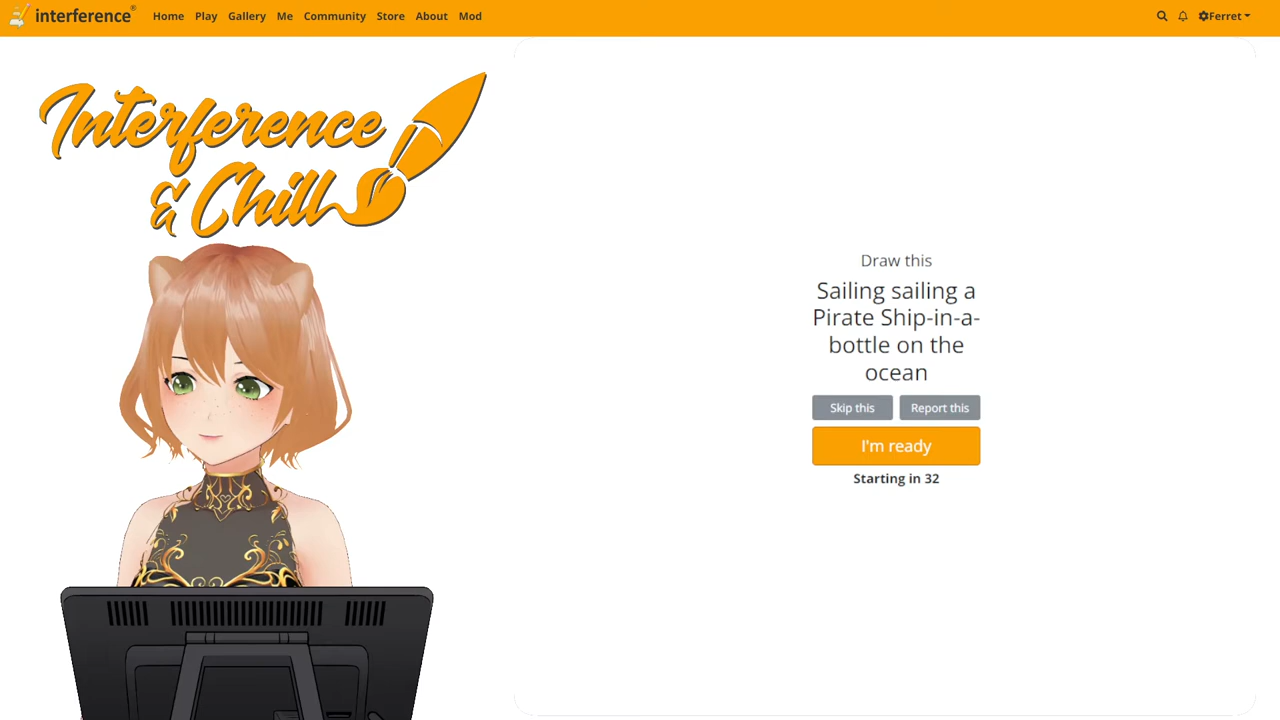 interference®
Home Play Gallery Me Community Store About Mod
Ferret
Interference
& Chill
Draw this
Sailing sailing a
Pirate Ship-in-a-
bottle on the
ocean
Skip this Report this
I'm ready
Starting in 32